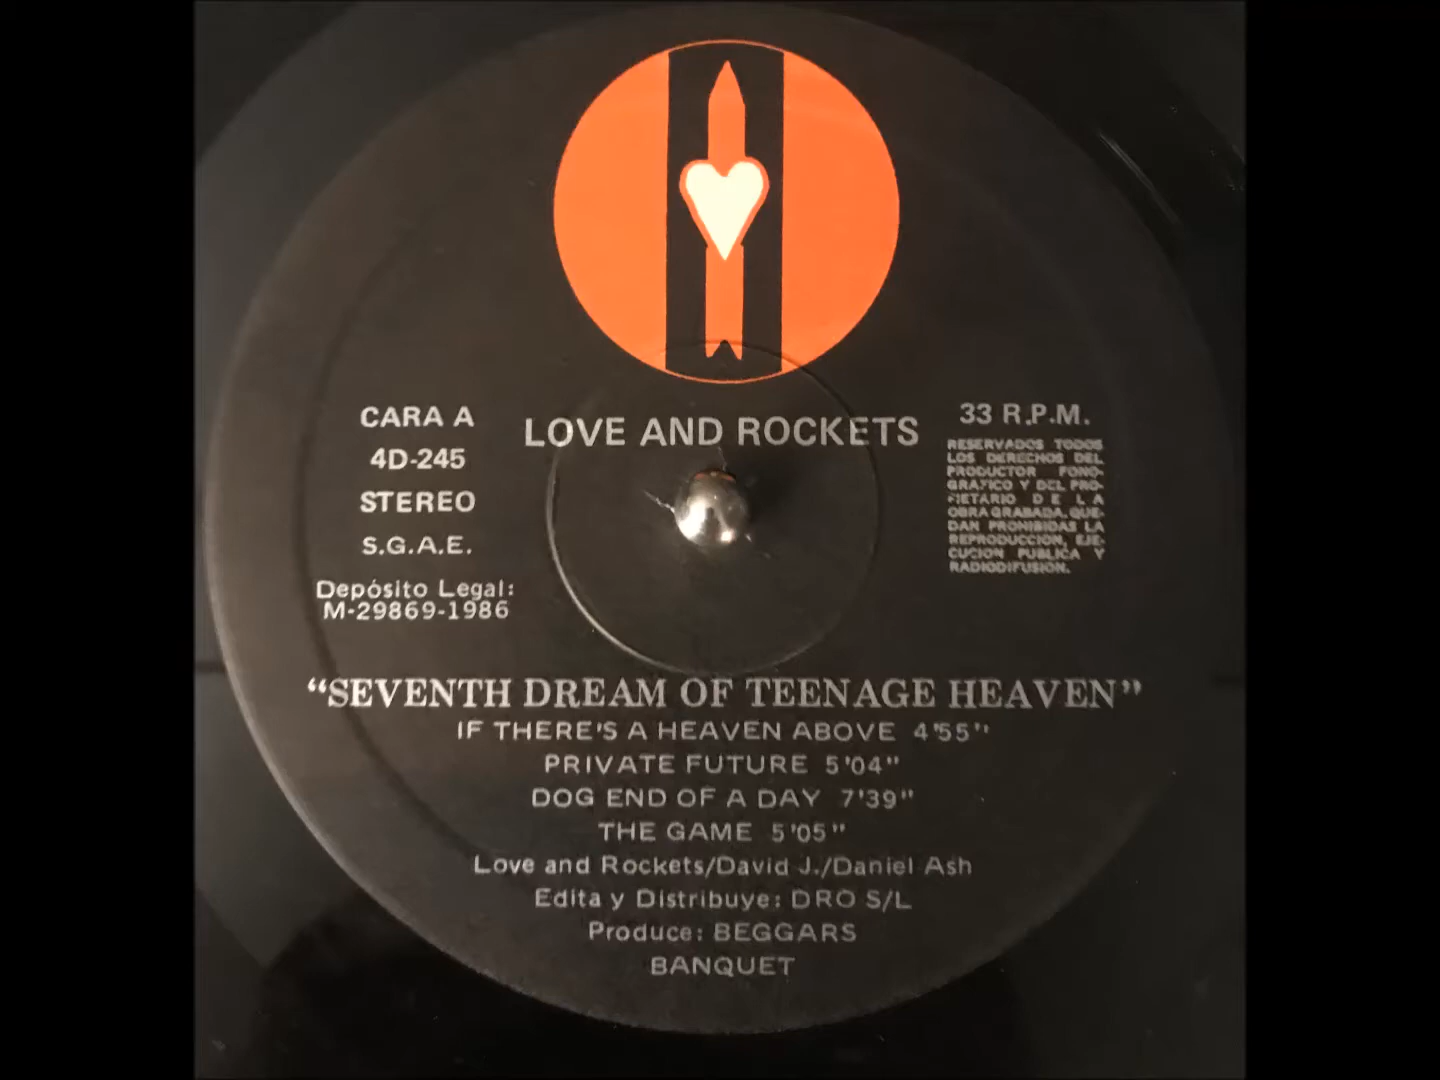 CARA A
4D-245
STEREO
S.G.A.E.
Depósito Legal:
M-29869-1986
LOVE AND ROCKETS
33 R.P.M.
RESERVADOS TODOS
LOS DERECHOS DEL
PRODUCTOR FONO-
GRAFICO Y DEL PRO-
PIETARIO DE LA
OBRA GRABADA. QUE-
DAN PROHIBIDAS LA
REPRODUCCION, EJE-
CUCION PUBLICA Y
RADIODIFUSION.
“SEVENTH DREAM OF TEENAGE HEAVEN”
IF THERE'S A HEAVEN ABOVE 4'55"
PRIVATE FUTURE 5'04"
DOG END OF A DAY 7'39"
THE GAME 5'05"
Love and Rockets/David J./Daniel Ash
Edita y Distribuye: DRO S/L
Produce: BEGGARS
BANQUET